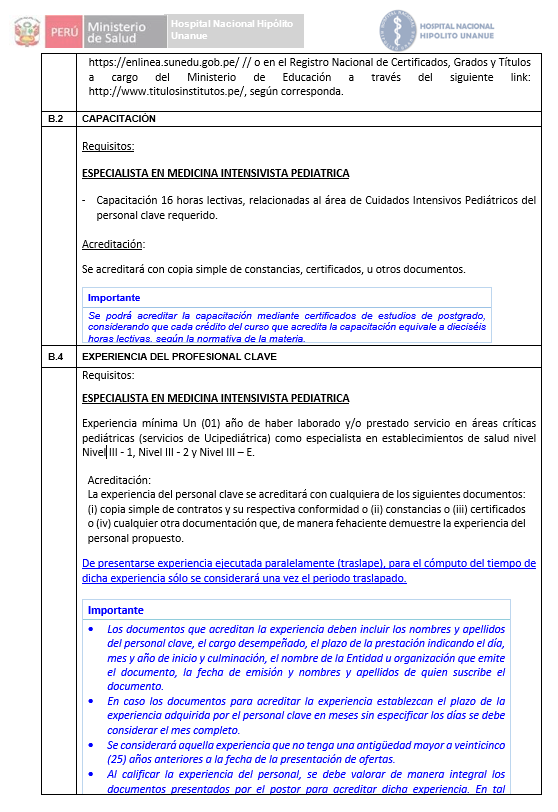 PERÚ
Ministerio
de Salud
Hospital Nacional Hipólito
Unanue
HOSPITAL NACIONAL
HIPÓLITO UNANUE
https://enlinea.sunedu.gob.pe/ // o en el Registro Nacional de Certificados, Grados y Títulos
a cargo del Ministerio de Educación a través del siguiente link:
http://www.titulosinstitutos.pe/, según corresponda.
B.2 CAPACITACIÓN
Requisitos:
ESPECIALISTA EN MEDICINA INTENSIVISTA PEDIATRICA
- Capacitación 16 horas lectivas, relacionadas al área de Cuidados Intensivos Pediátricos del
personal clave requerido.
Acreditación:
Se acreditará con copia simple de constancias, certificados, u otros documentos.
Importante
Se podrá acreditar la capacitación mediante certificados de estudios de postgrado,
considerando que cada crédito del curso que acredita la capacitación equivale a dieciséis
horas lectivas, según la normativa de la materia.
B.4 EXPERIENCIA DEL PROFESIONAL CLAVE
Requisitos:
ESPECIALISTA EN MEDICINA INTENSIVISTA PEDIATRICA
Experiencia mínima Un (01) año de haber laborado y/o prestado servicio en áreas críticas
pediátricas (servicios de Ucipediátrica) como especialista en establecimientos de salud nivel
Nivel III - 1, Nivel III - 2 y Nivel III – E.
Acreditación:
La experiencia del personal clave se acreditará con cualquiera de los siguientes documentos:
(i) copia simple de contratos y su respectiva conformidad o (ii) constancias o (iii) certificados
o (iv) cualquier otra documentación que, de manera fehaciente demuestre la experiencia del
personal propuesto.
De presentarse experiencia ejecutada paralelamente (traslape), para el cómputo del tiempo de
dicha experiencia sólo se considerará una vez el periodo traslapado.
Importante
• Los documentos que acreditan la experiencia deben incluir los nombres y apellidos
del personal clave, el cargo desempeñado, el plazo de la prestación indicando el día,
mes y año de inicio y culminación, el nombre de la Entidad u organización que emite
el documento, la fecha de emisión y nombres y apellidos de quien suscribe el
documento.
• En caso los documentos para acreditar la experiencia establezcan el plazo de la
experiencia adquirida por el personal clave en meses sin especificar los días se debe
considerar el mes completo.
• Se considerará aquella experiencia que no tenga una antigüedad mayor a veinticinco
(25) años anteriores a la fecha de la presentación de ofertas.
• Al calificar la experiencia del personal, se debe valorar de manera integral los
documentos presentados por el postor para acreditar dicha experiencia. En tal